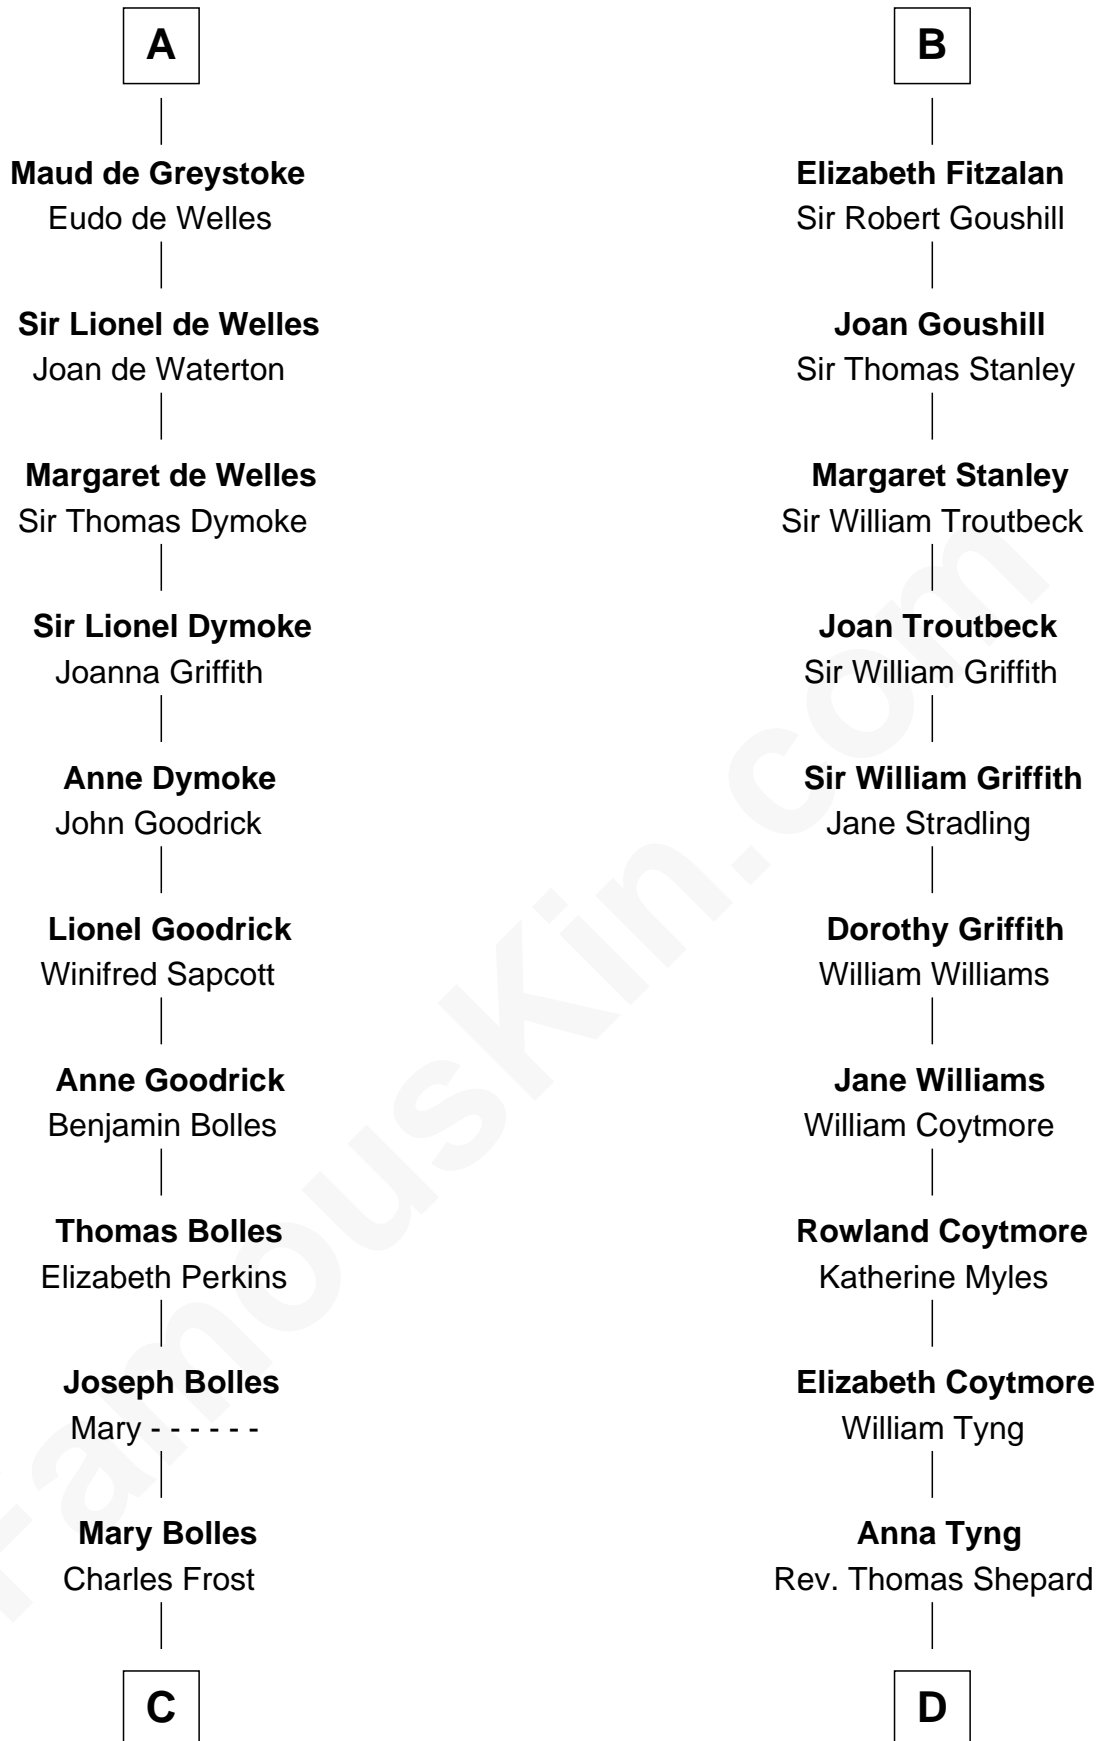 A
Maud de Greystoke
Eudo de Welles
Sir Lionel de Welles
Joan de Waterton
Margaret de Welles
Sir Thomas Dymoke
Sir Lionel Dymoke
Joanna Griffith
Anne Dymoke
John Goodrick
Lionel Goodrick
Winifred Sapcott
Anne Goodrick
Benjamin Bolles
Thomas Bolles
Elizabeth Perkins
Joseph Bolles
Mary - - - - - -
Mary Bolles
Charles Frost
C
B
Elizabeth Fitzalan
Sir Robert Goushill
Joan Goushill
Sir Thomas Stanley
Margaret Stanley
Sir William Troutbeck
Joan Troutbeck
Sir William Griffith
Sir William Griffith
Jane Stradling
Dorothy Griffith
William Williams
Jane Williams
William Coytmore
Rowland Coytmore
Katherine Myles
Elizabeth Coytmore
William Tyng
Anna Tyng
Rev. Thomas Shepard
D
FamousKin.com